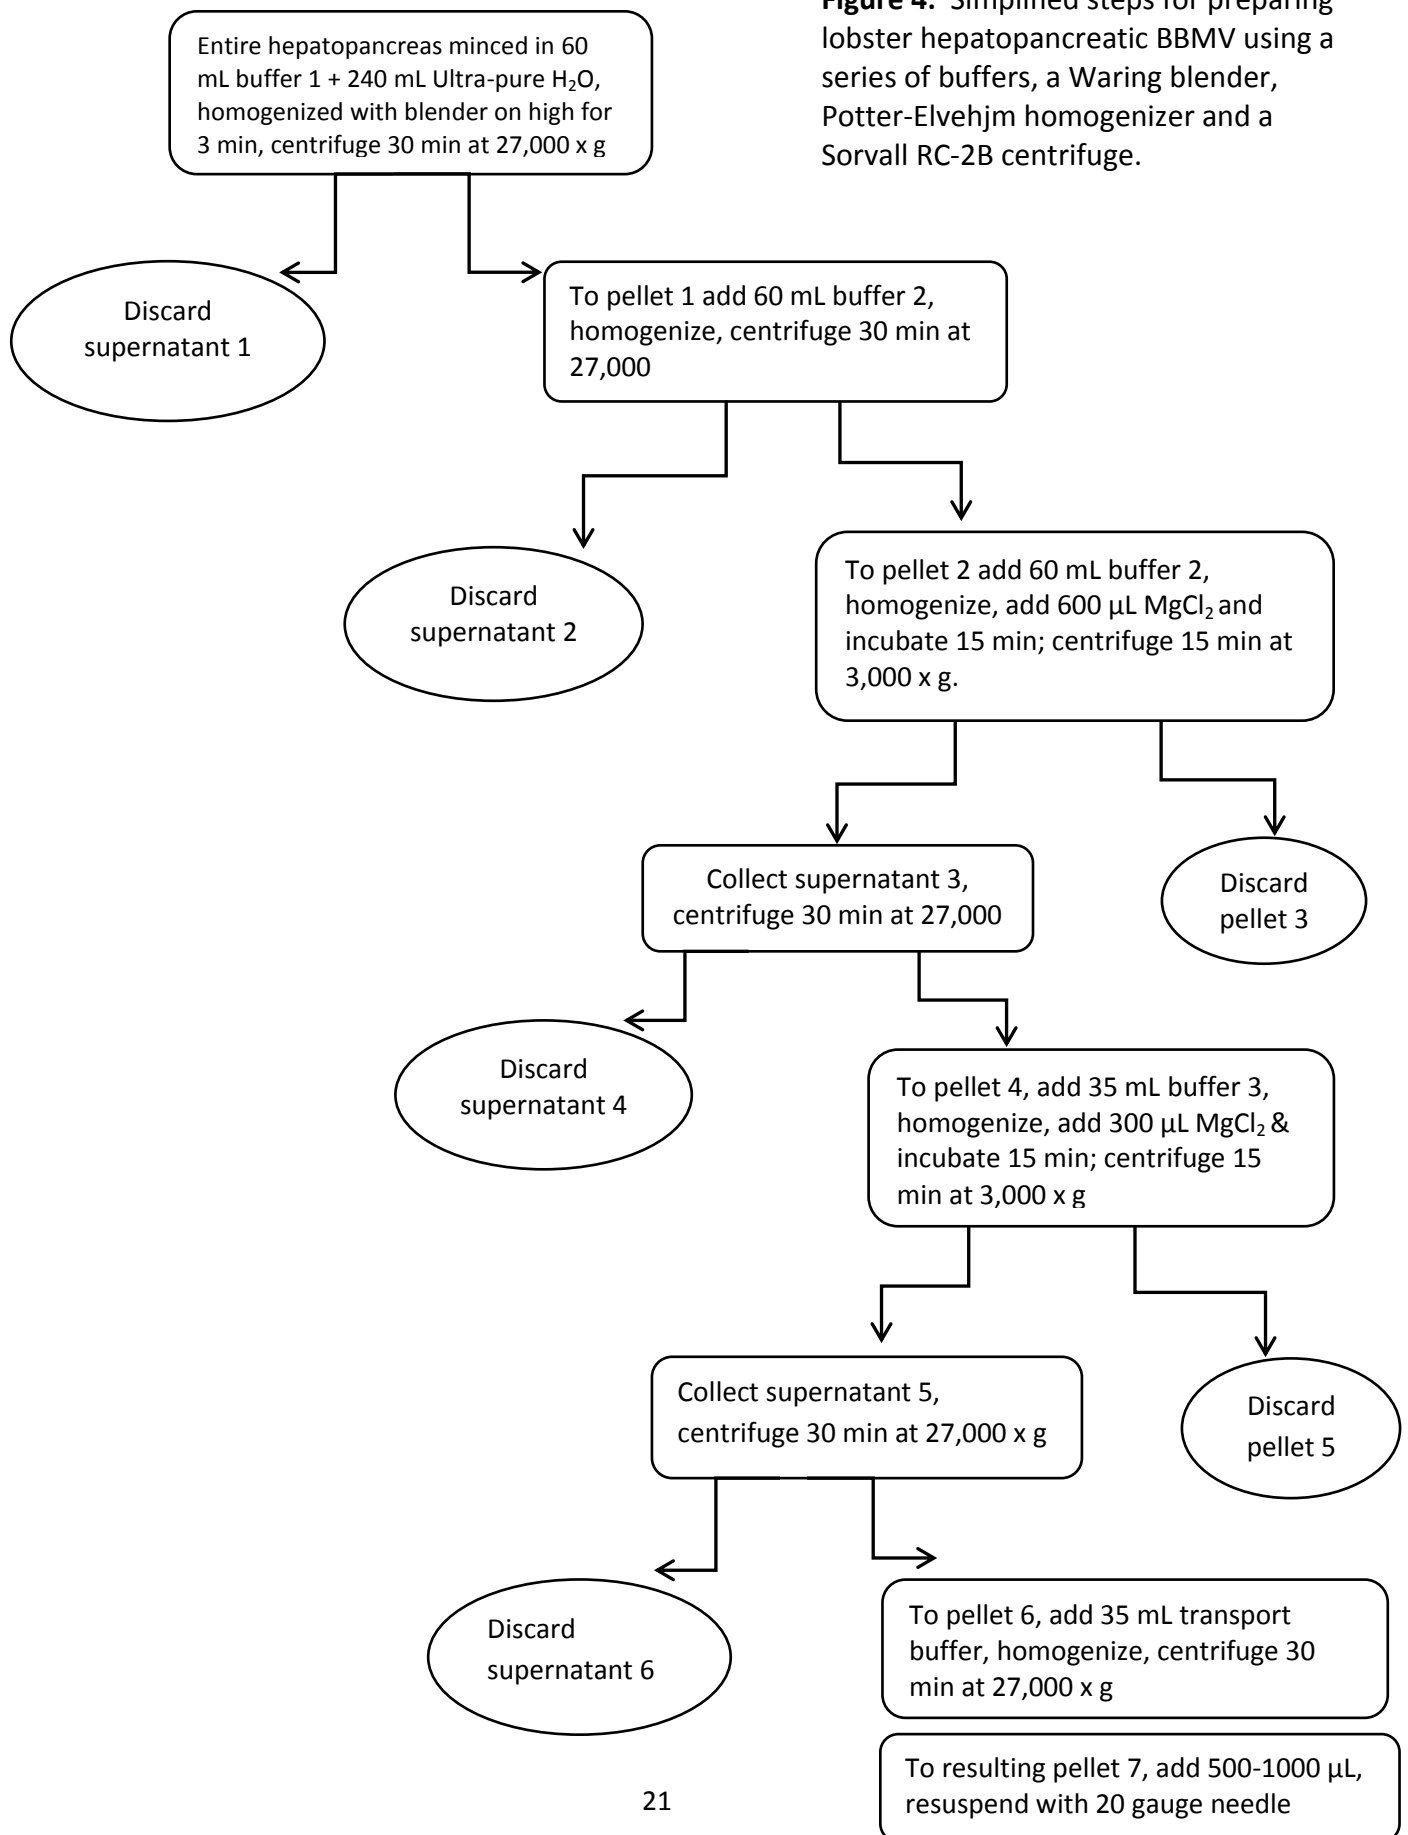 Figure 4. Simplified steps for preparing
lobster hepatopancreatic BBMV using a
series of buffers, a Waring blender,
Potter-Elvehjm homogenizer and a
Sorvall RC-2B centrifuge.
Entire hepatopancreas minced in 60
mL buffer 1 + 240 mL Ultra-pure H₂O,
homogenized with blender on high for
3 min, centrifuge 30 min at 27,000 x g
Discard
supernatant 1
To pellet 1 add 60 mL buffer 2,
homogenize, centrifuge 30 min at
27,000
Discard
supernatant 2
To pellet 2 add 60 mL buffer 2,
homogenize, add 600 µL MgCl₂ and
incubate 15 min; centrifuge 15 min at
3,000 x g.
Collect supernatant 3,
centrifuge 30 min at 27,000
Discard
pellet 3
Discard
supernatant 4
To pellet 4, add 35 mL buffer 3,
homogenize, add 300 µL MgCl₂ &
incubate 15 min; centrifuge 15
min at 3,000 x g
Collect supernatant 5,
centrifuge 30 min at 27,000 x g
Discard
pellet 5
Discard
supernatant 6
To pellet 6, add 35 mL transport
buffer, homogenize, centrifuge 30
min at 27,000 x g
To resulting pellet 7, add 500-1000 µL,
resuspend with 20 gauge needle
21